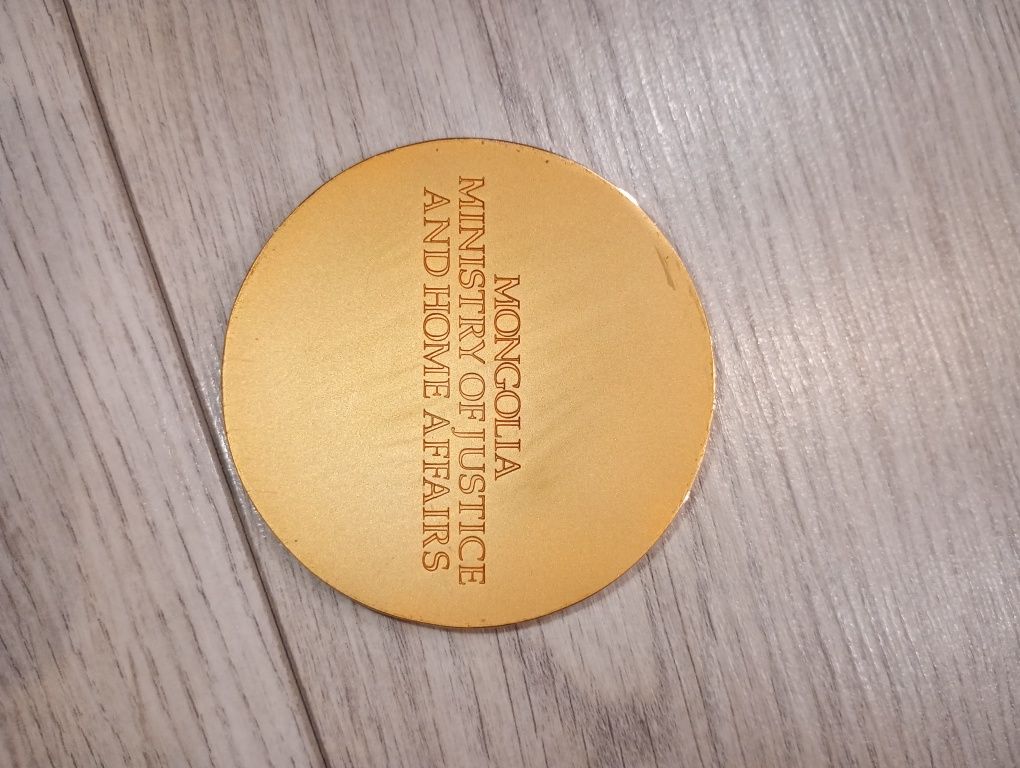 MONGOLIA
MINISTRY OF JUSTICE
AND HOME AFFAIRS